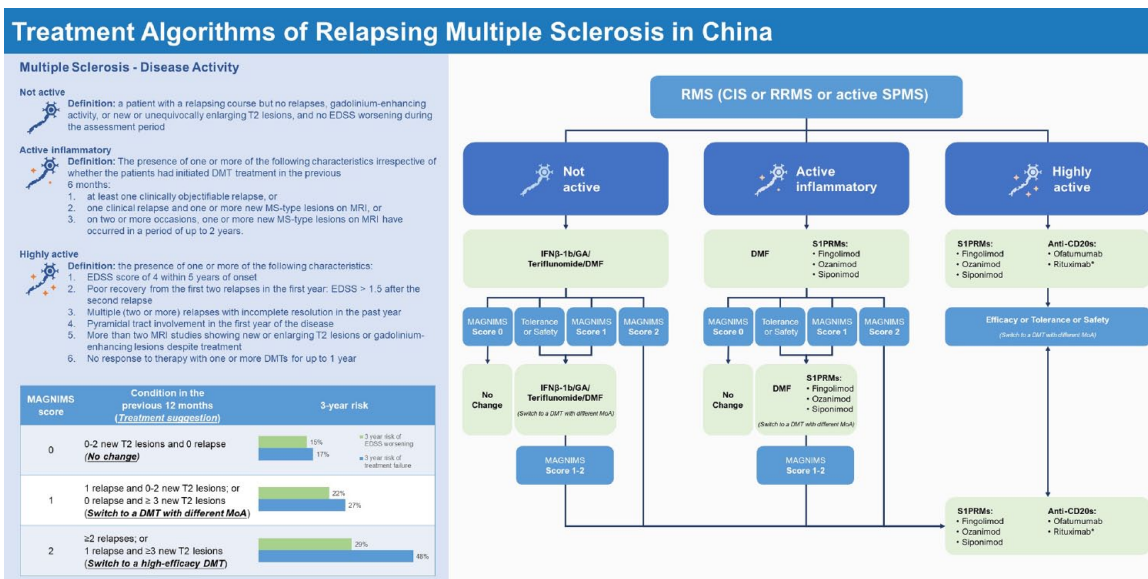 Treatment Algorithms of Relapsing Multiple Sclerosis in China
Multiple Sclerosis - Disease Activity
Not active
Definition: a patient with a relapsing course but no relapses, gadolinium-enhancing
activity, or new or unequivocally enlarging T2 lesions, and no EDSS worsening during
the assessment period
Active inflammatory
Definition: The presence of one or more of the following characteristics irrespective of
whether the patients had initiated DMT treatment in the previous
6 months:
1. at least one clinically objectifiable relapse, or
2. one clinical relapse and one or more new MS-type lesions on MRI, or
3. on two or more occasions, one or more new MS-type lesions on MRI have
occurred in a period of up to 2 years.
Highly active
Definition: the presence of one or more of the following characteristics:
1. EDSS score of 4 within 5 years of onset
2. Poor recovery from the first two relapses in the first year: EDSS > 1.5 after the
second relapse
3. Multiple (two or more) relapses with incomplete resolution in the past year
4. Pyramidal tract involvement in the first year of the disease
5. More than two MRI studies showing new or enlarging T2 lesions or gadolinium-
enhancing lesions despite treatment
6. No response to therapy with one or more DMTs for up to 1 year
MAGNIMS
score
Condition in the
previous 12 months
(Treatment suggestion)
3-year risk
0
0-2 new T2 lesions and 0 relapse
(No change)
15%
17%
3 year risk of
EDSS worsening
3 year risk of
treatment failure
1
1 relapse and 0-2 new T2 lesions; or
0 relapse and ≥ 3 new T2 lesions
(Switch to a DMT with different MoA)
22%
27%
2
≥2 relapses; or
1 relapse and ≥3 new T2 lesions
(Switch to a high-efficacy DMT)
29%
48%
RMS (CIS or RRMS or active SPMS)
Not
active
Active
inflammatory
Highly
active
IFNβ-1b/GA/
Teriflunomide/DMF
DMF
S1PRMs:
• Fingolimod
• Ozanimod
• Siponimod
S1PRMs:
• Fingolimod
• Ozanimod
• Siponimod
Anti-CD20s:
• Ofatumumab
• Rituximab*
MAGNIMS
Score 0
Tolerance
or Safety
MAGNIMS
Score 1
MAGNIMS
Score 2
MAGNIMS
Score 0
Tolerance
or Safety
MAGNIMS
Score 1
MAGNIMS
Score 2
Efficacy or Tolerance or Safety
(Switch to a DMT with different MoA)
No
Change
IFNβ-1b/GA/
Teriflunomide/DMF
(Switch to a DMT with different MoA)
No
Change
DMF
S1PRMs:
• Fingolimod
• Ozanimod
• Siponimod
(Switch to a DMT with different MoA)
MAGNIMS
Score 1-2
MAGNIMS
Score 1-2
S1PRMs:
• Fingolimod
• Ozanimod
• Siponimod
Anti-CD20s:
• Ofatumumab
• Rituximab*